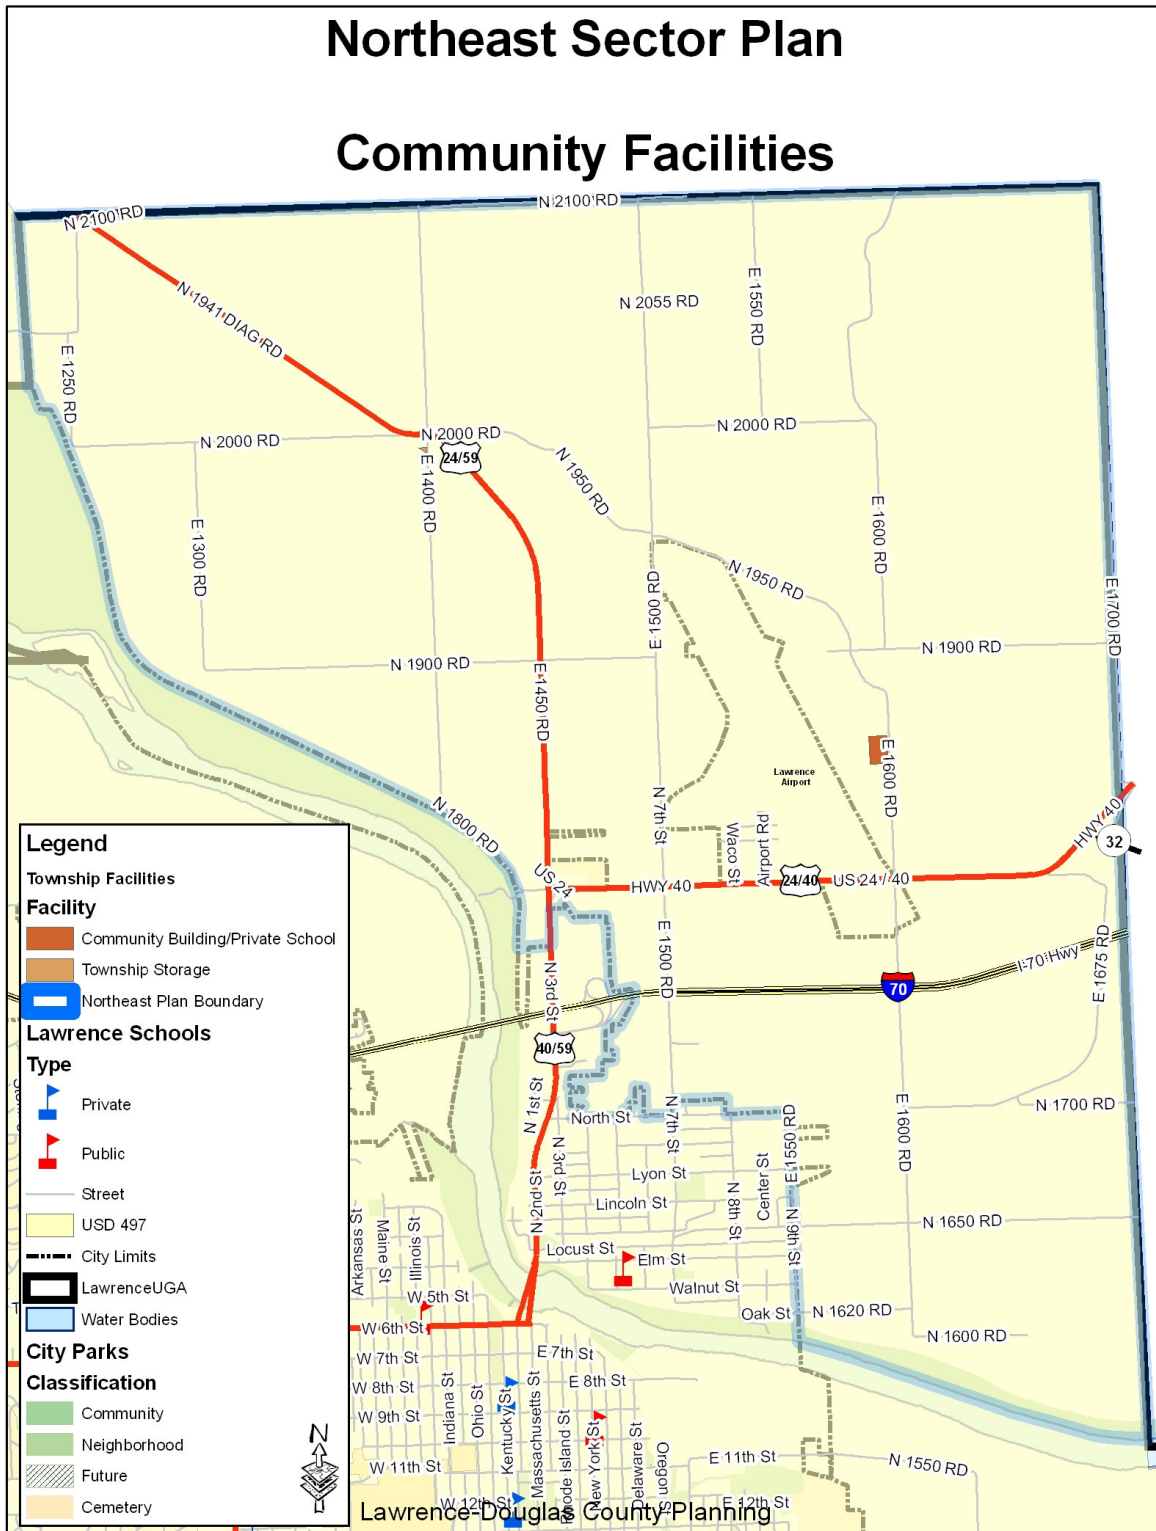 Northeast Sector Plan
Community Facilities
N 2100 RD
N 2100 RD
N 1941 DIAG RD
N 2055 RD
E 1550 RD
E 1250 RD
N 2000 RD
N 2000 RD
N 2000 RD
24/59
E 1400 RD
N 1950 RD
E 1300 RD
E 1600 RD
N 1950 RD
E 1500 RD
E 1700 RD
N 1900 RD
N 1900 RD
E 1450 RD
Lawrence
Airport
E 1600 RD
N 1800 RD
N 7th St
Waco St
Airport Rd
HWY 40
32
US 24
HWY 40
24/40
US 24 / 40
E 1500 RD
I-70 Hwy
E 1675 RD
N 3rd St
70
40/59
N 1st St
North St
N 7th St
E 1550 RD
E 1600 RD
N 1700 RD
N 3rd St
Lyon St
Lincoln St
N 8th St
Center St
N 2nd St
N 9th St
N 1650 RD
Arkansas St
Maine St
Illinois St
Locust St
Elm St
Walnut St
Oak St
N 1620 RD
N 1600 RD
W 5th St
W 6th St
W 7th St
E 7th St
W 8th St
E 8th St
W 9th St
Indiana St
Ohio St
Kentucky St
Massachusetts St
Rhode Island St
New York St
Delaware St
Oregon St
W 11th St
E 11th St
N 1550 RD
W 12th St
E 12th St
Lawrence-Douglas County Planning
Legend
Township Facilities
Facility
Community Building/Private School
Township Storage
Northeast Plan Boundary
Lawrence Schools
Type
Private
Public
Street
USD 497
City Limits
LawrenceUGA
Water Bodies
City Parks
Classification
Community
Neighborhood
Future
Cemetery
N